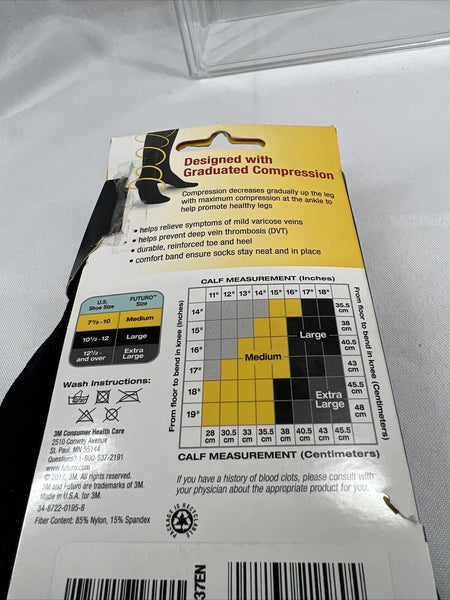 Designed with
Graduated Compression
Compression decreases gradually up the leg
with maximum compression at the ankle to
help promote healthy legs
• helps relieve symptoms of mild varicose veins
• helps prevent deep vein thrombosis (DVT)
• durable, reinforced toe and heel
• comfort band ensure socks stay neat and in place
CALF MEASUREMENT (Inches)
11" 12" 13" 14" 15" 16" 17" 18"
From floor to bend in knee (Inches)
14"
15"
16"
17"
18"
19"
Medium
Large
Extra
Large
35.5
cm
38
cm
40.5
cm
43
cm
45.5
cm
48
cm
From floor to bend in knee (Centimeters)
28 30.5 33 35.5 38 40.5 43 45.5
cm cm cm cm cm cm cm cm
CALF MEASUREMENT (Centimeters)
U.S. FUTURO™
Shoe Size Size
7½ - 10 Medium
10½ - 12 Large
12½ - Extra
and over Large
Wash Instructions:
3M Consumer Health Care
2510 Conway Avenue
St. Paul, MN 55144
Questions? 1-800-537-2191
www.futuro.com
© 2017, 3M. All rights reserved.
3M and Futuro are trademarks of 3M.
Made in U.S.A. for 3M.
34-8722-0195-8
Fiber Content: 85% Nylon, 15% Spandex
If you have a history of blood clots, please consult with
your physician about the appropriate product for you.
PACKAGE IS RECYCLABLE
37EN